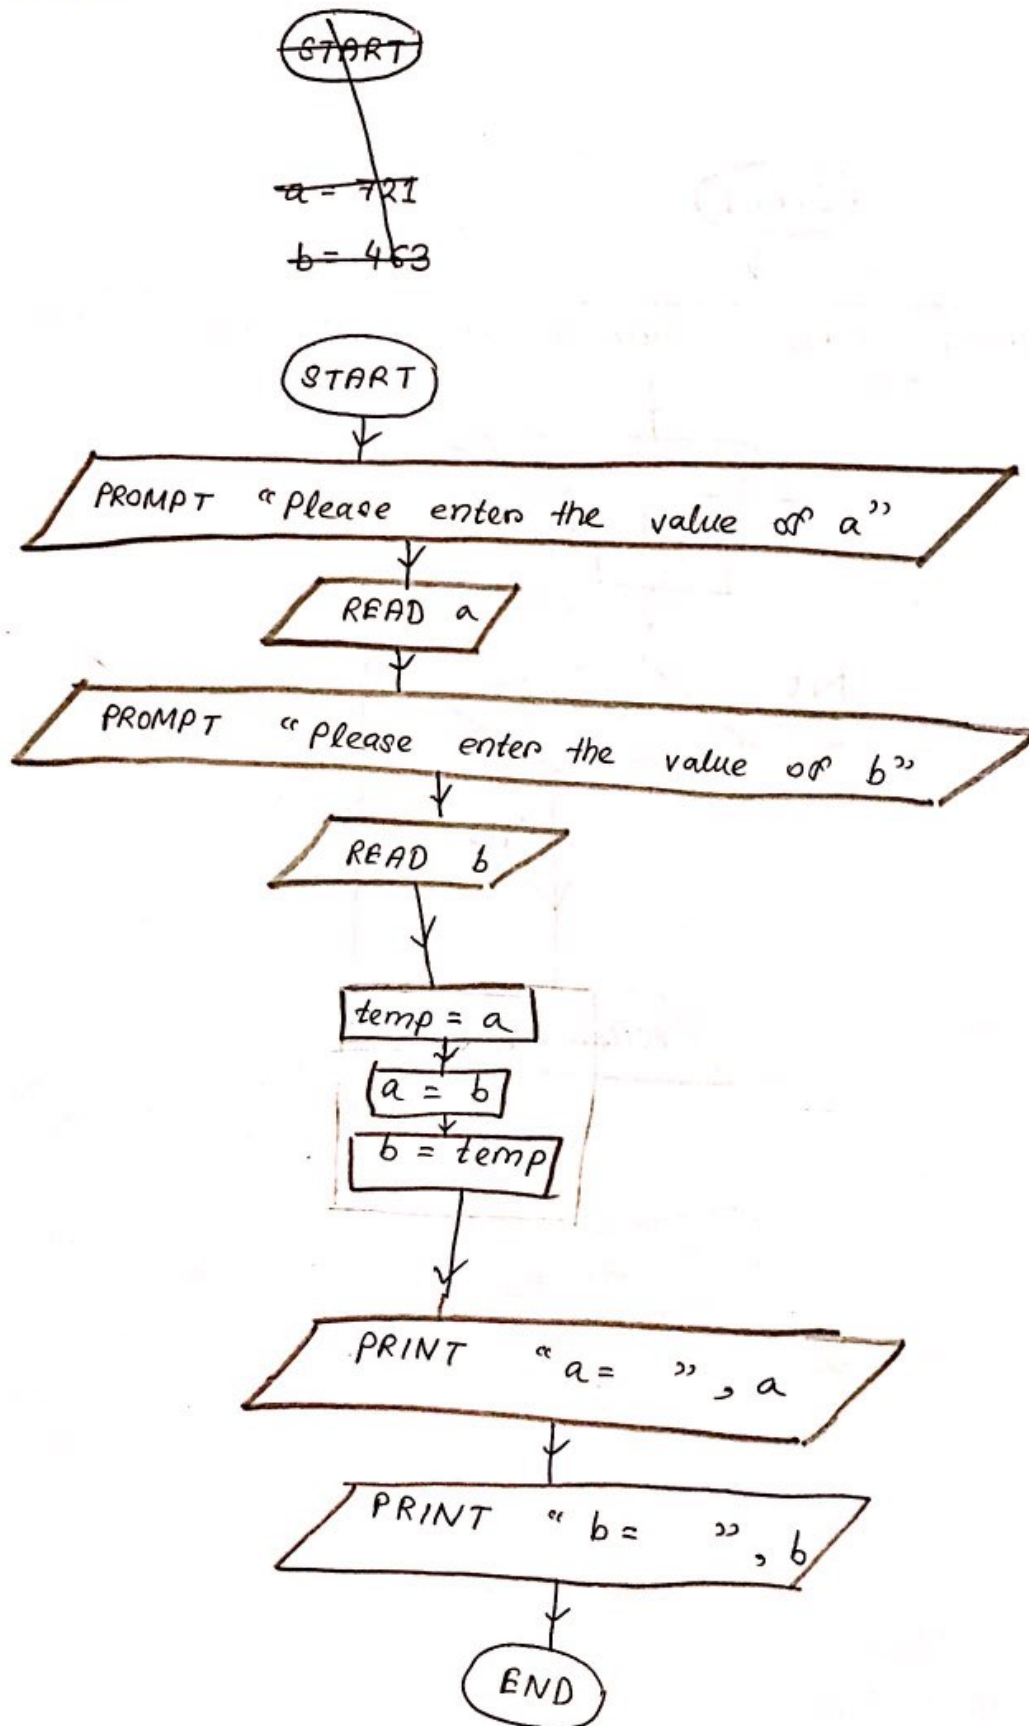 START
a = 721
b = 463
START
PROMPT "Please enter the value of a"
READ a
PROMPT "Please enter the value of b"
READ b
temp = a
a = b
b = temp
PRINT "a= ", a
PRINT "b= ", b
END